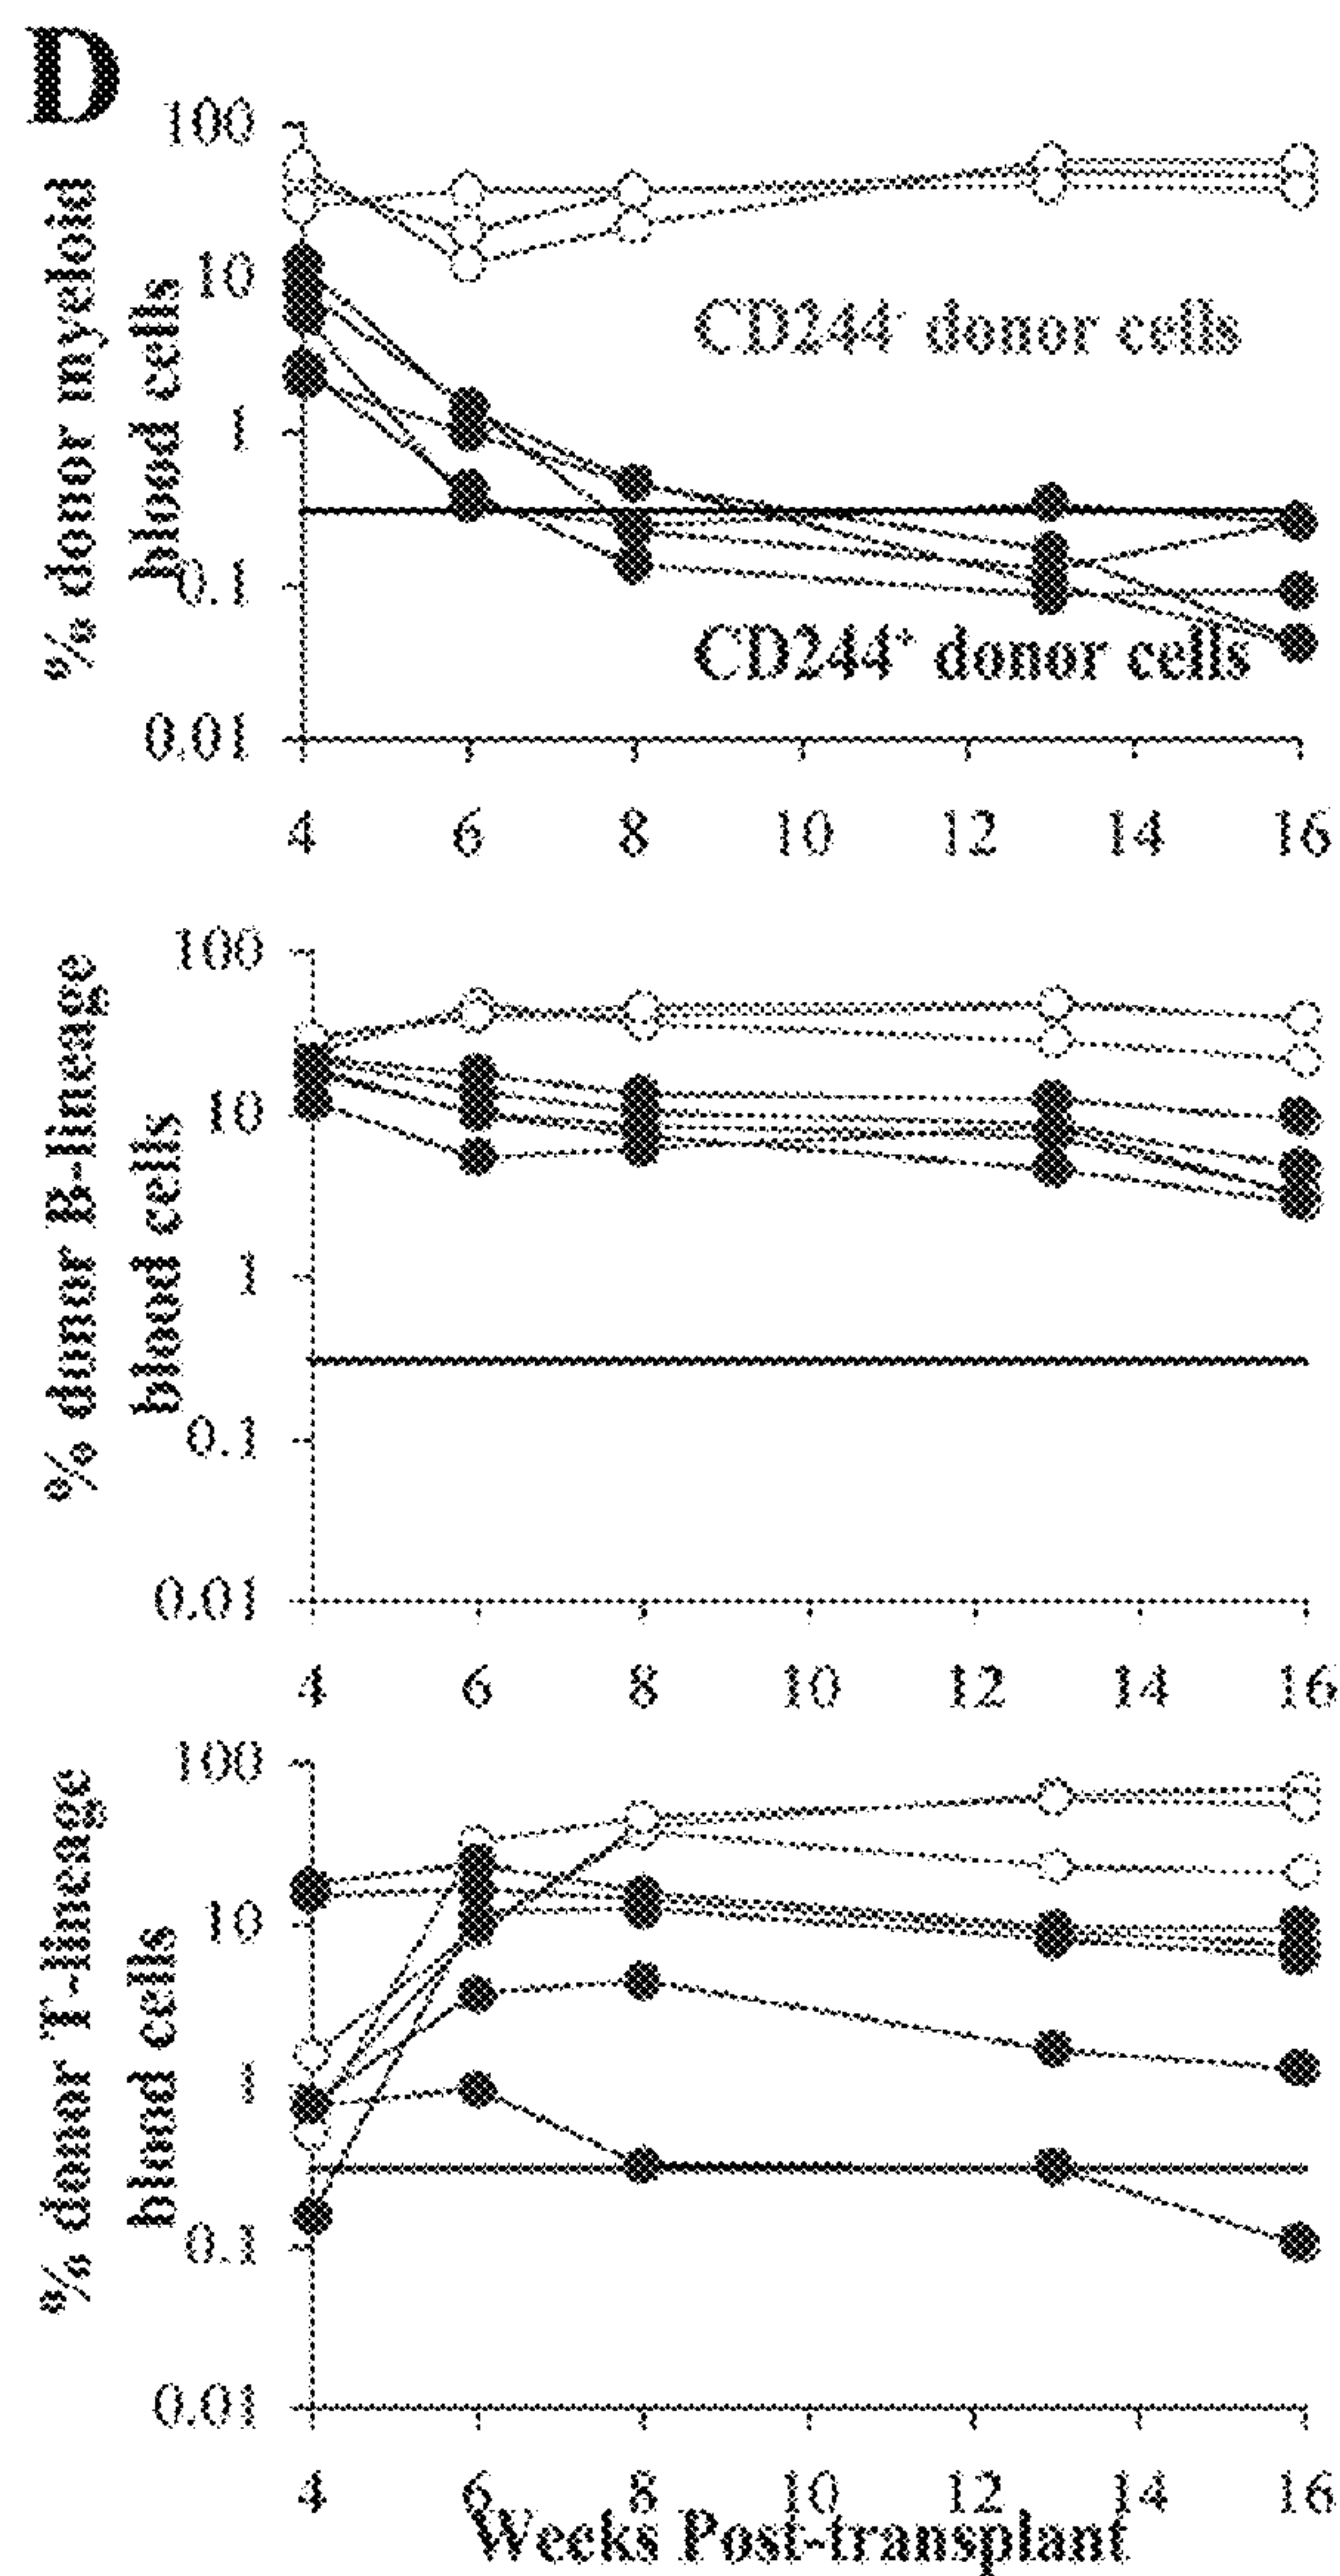 D
% donor myeloid
blood cells
100
10
1
0.1
0.01
CD244⁻ donor cells
CD244⁺ donor cells
4 6 8 10 12 14 16
% donor B-lineage
blood cells
100
10
1
0.1
0.01
4 6 8 10 12 14 16
% donor T-lineage
blood cells
100
10
1
0.1
0.01
4 6 8 10 12 14 16
Weeks Post-transplant